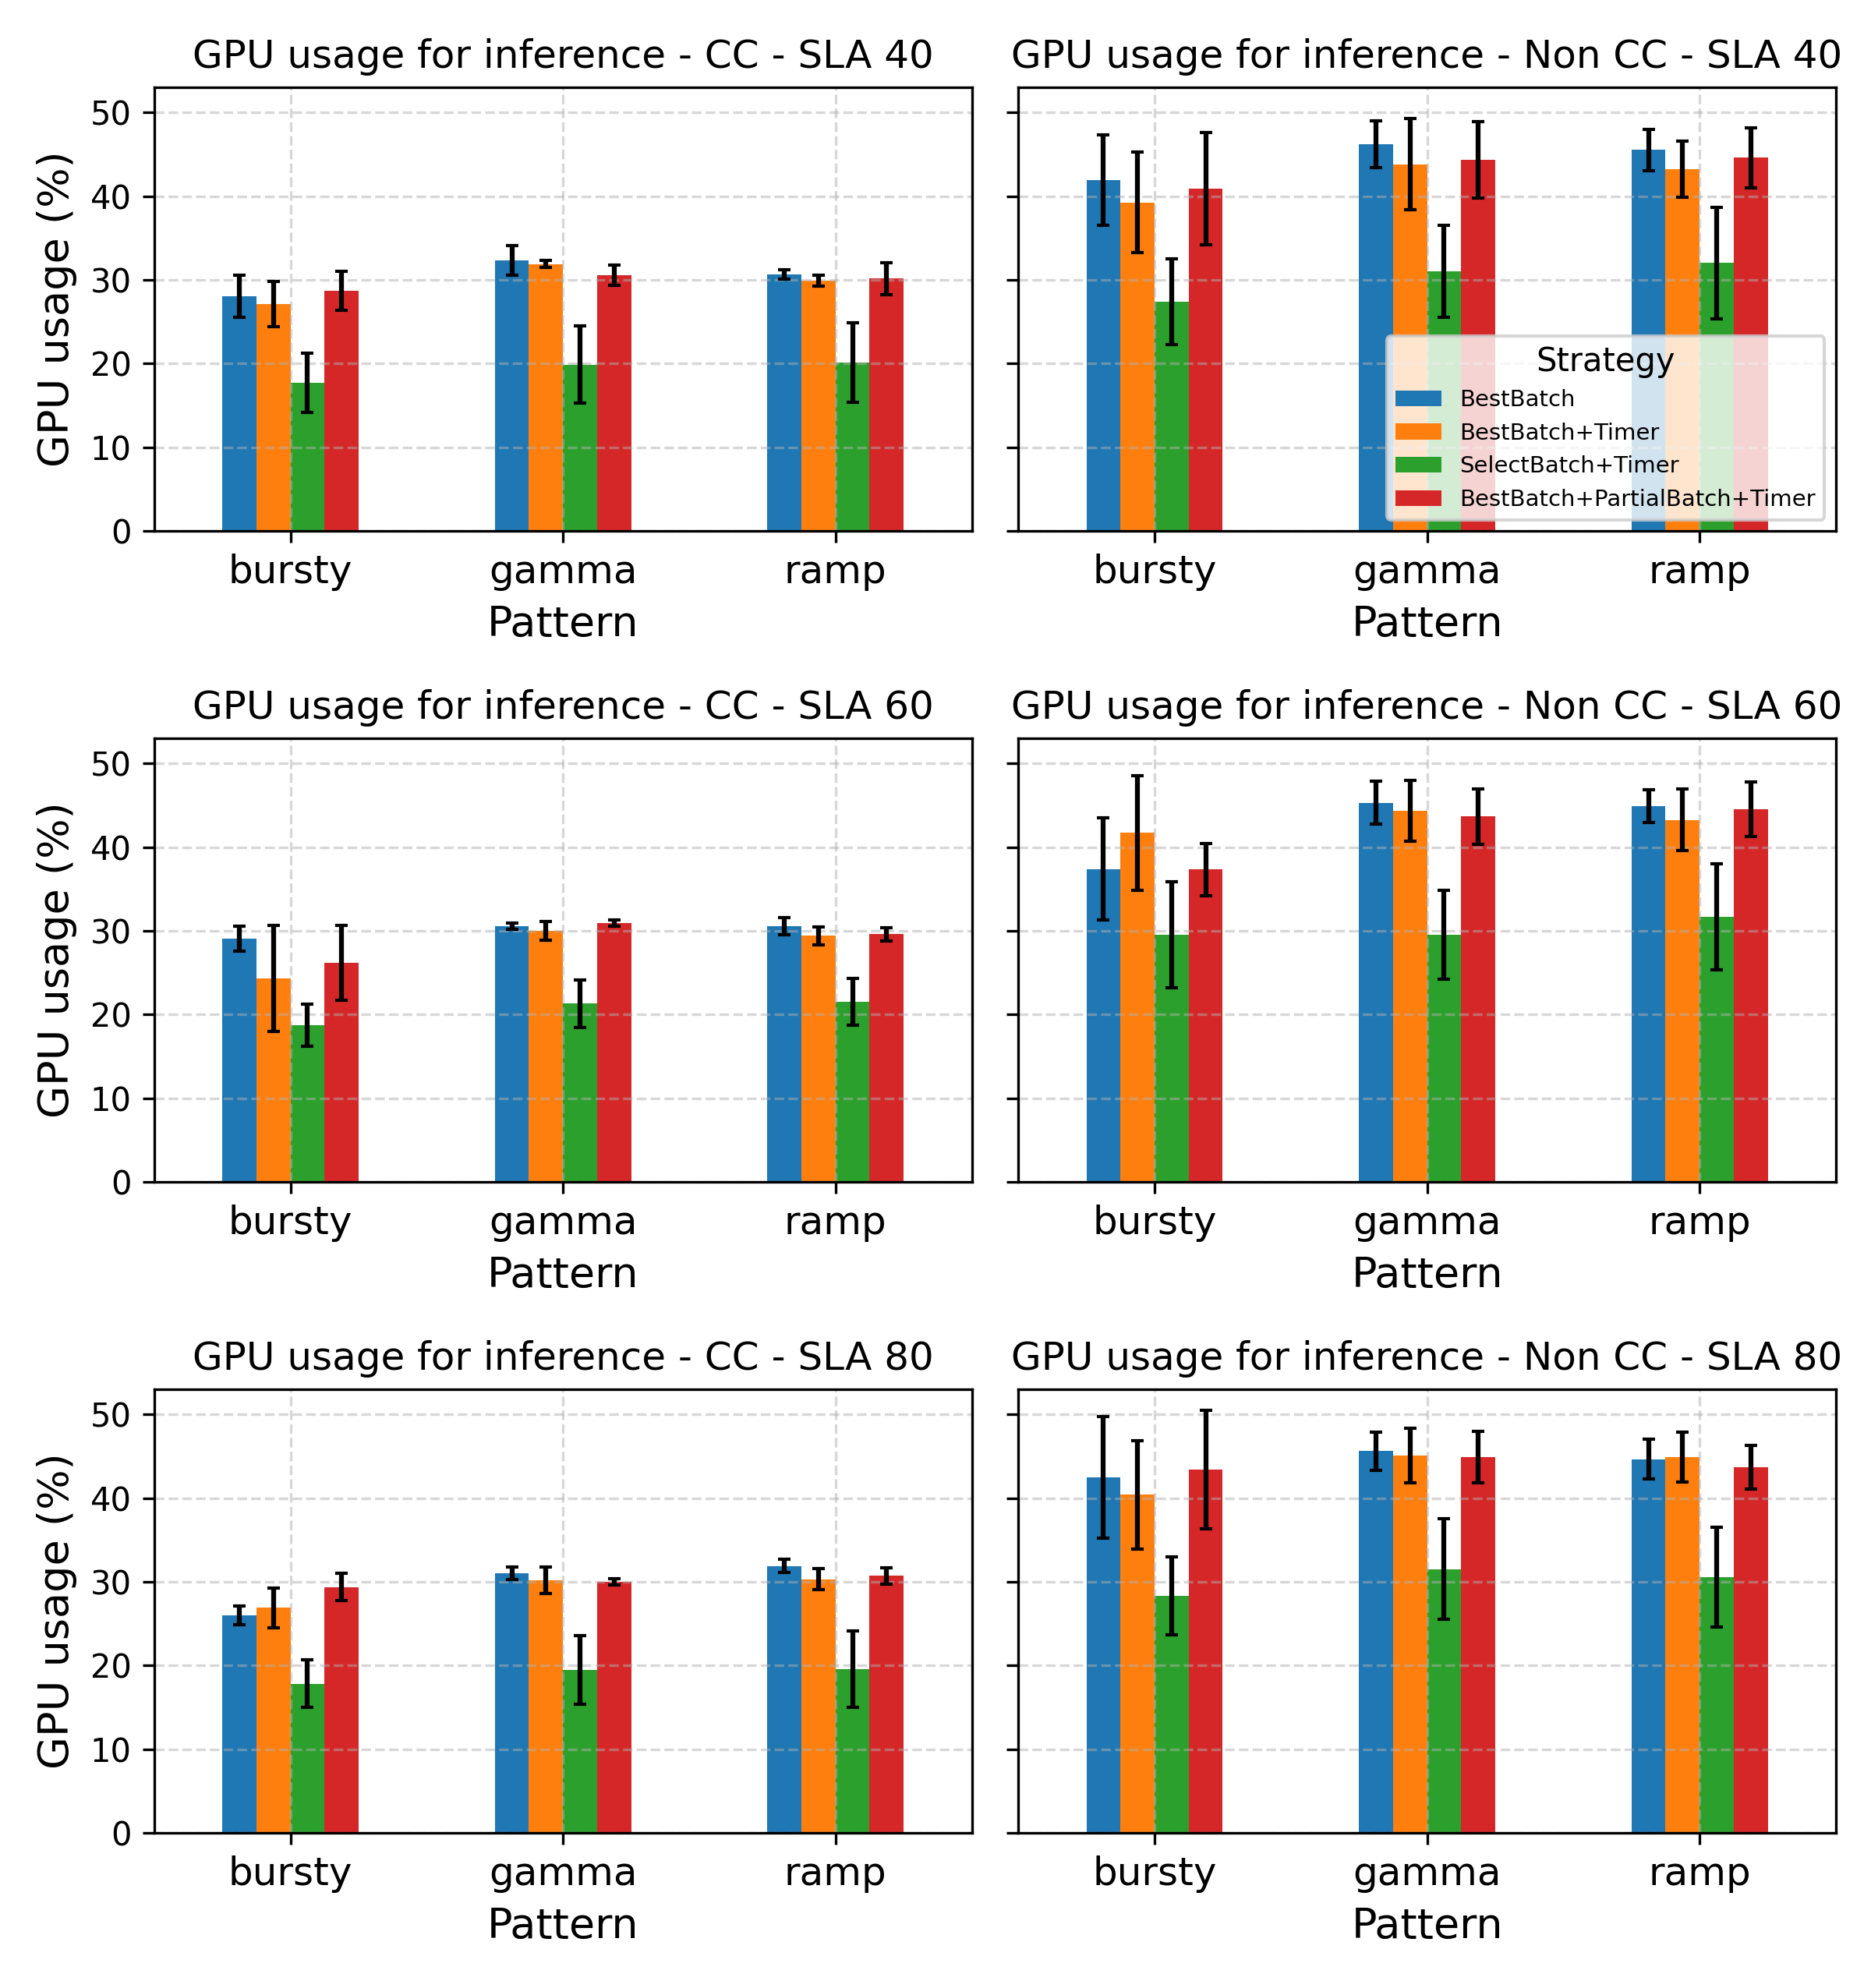 GPU usage for inference - CC - SLA 40
GPU usage (%)
50
40
30
20
10
0
bursty gamma ramp
Pattern
GPU usage for inference - Non CC - SLA 40
Strategy
BestBatch
BestBatch+Timer
SelectBatch+Timer
BestBatch+PartialBatch+Timer
bursty gamma ramp
Pattern
GPU usage for inference - CC - SLA 60
GPU usage (%)
50
40
30
20
10
0
bursty gamma ramp
Pattern
GPU usage for inference - Non CC - SLA 60
bursty gamma ramp
Pattern
GPU usage for inference - CC - SLA 80
GPU usage (%)
50
40
30
20
10
0
bursty gamma ramp
Pattern
GPU usage for inference - Non CC - SLA 80
bursty gamma ramp
Pattern